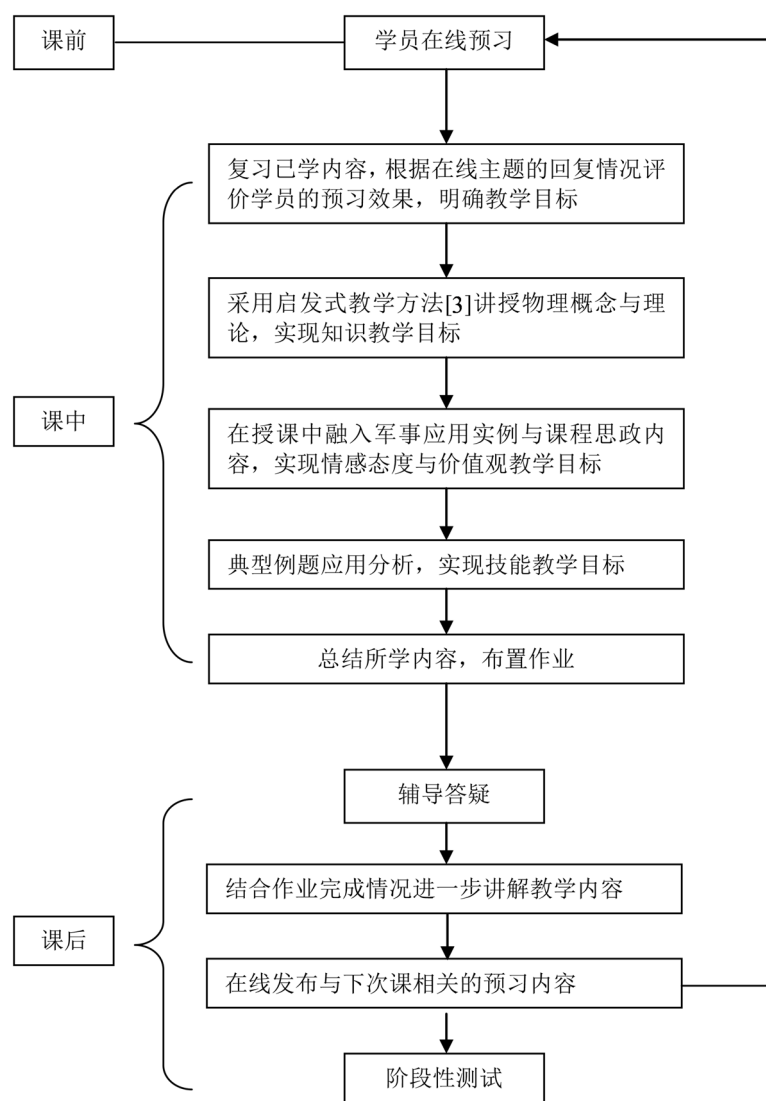 课前
学员在线预习
复习已学内容，根据在线主题的回复情况评
价学员的预习效果，明确教学目标
采用启发式教学方法[3]讲授物理概念与理
论，实现知识教学目标
课中
在授课中融入军事应用实例与课程思政内
容，实现情感态度与价值观教学目标
典型例题应用分析，实现技能教学目标
总结所学内容，布置作业
辅导答疑
结合作业完成情况进一步讲解教学内容
课后
在线发布与下次课相关的预习内容
阶段性测试